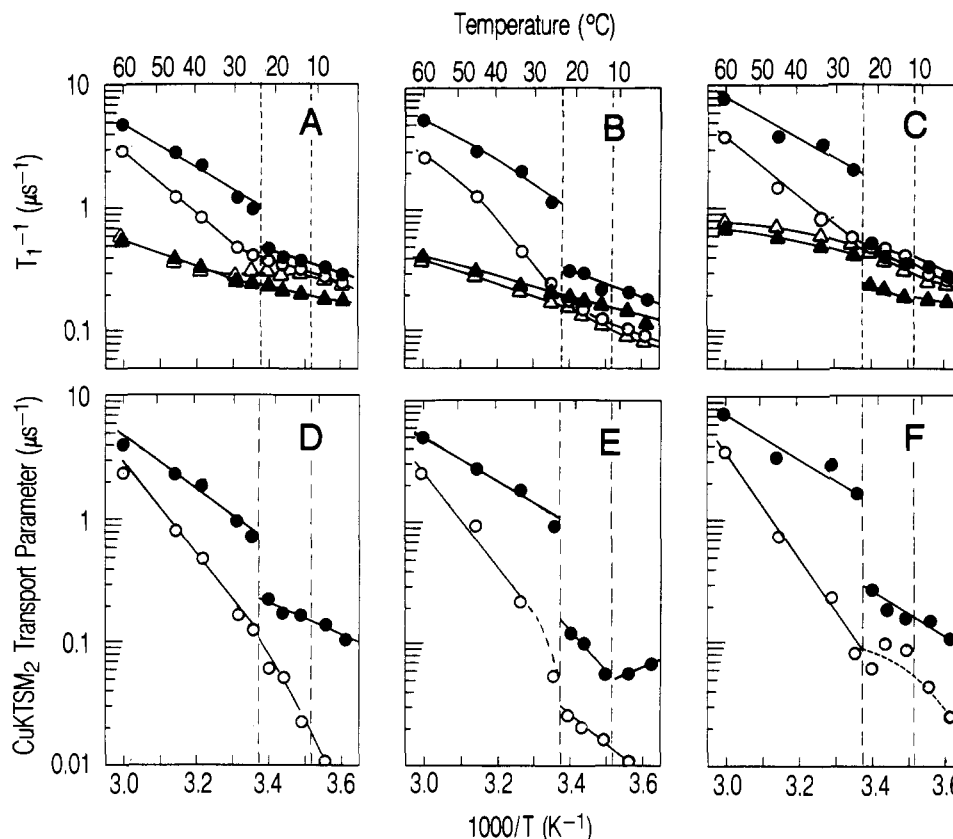 Temperature (°C)
60 50 40 30 20 10
60 50 40 30 20 10
60 50 40 30 20 10
10
A
B
C
1
T₁⁻¹ (μs⁻¹)
0.1
10
D
E
F
1
CuKTSM₂ Transport Parameter (μs⁻¹)
0.1
0.01
3.0 3.2 3.4 3.6
3.0 3.2 3.4 3.6
3.0 3.2 3.4 3.6
1000/T (K⁻¹)